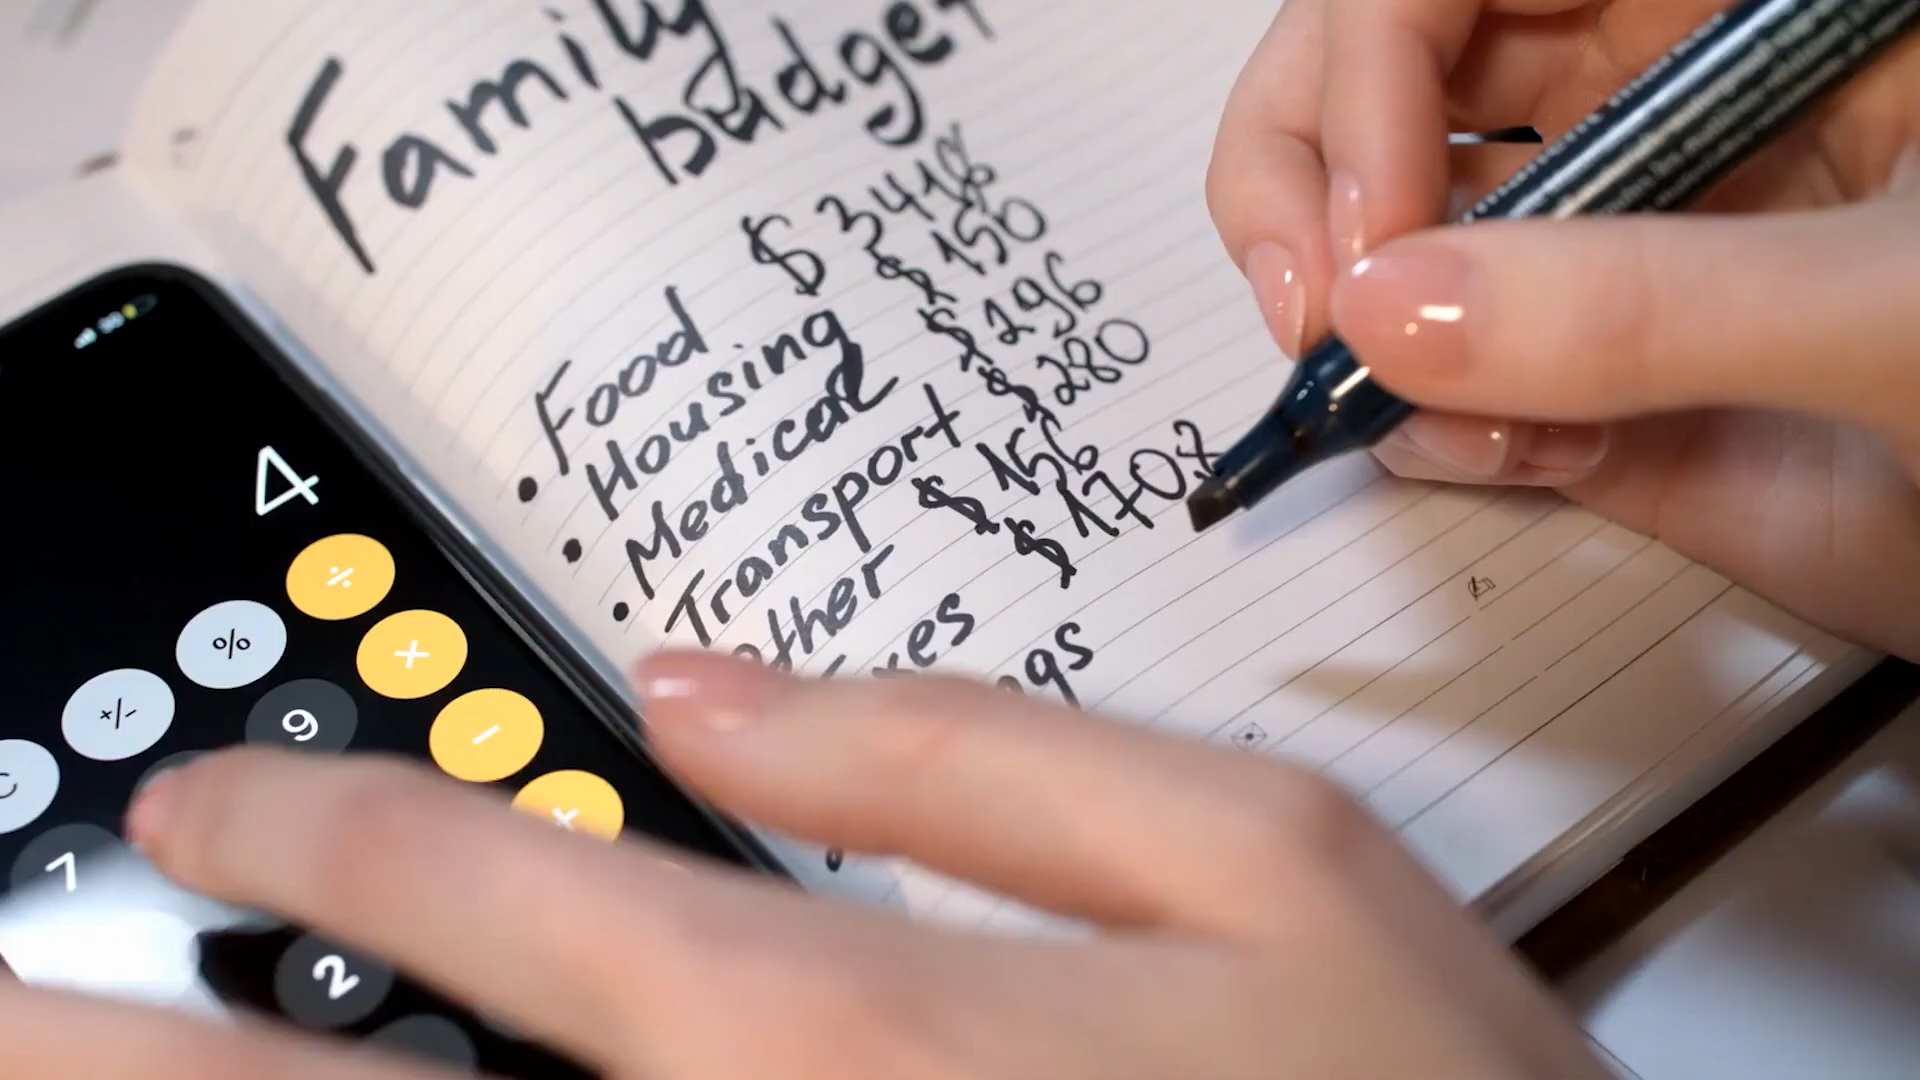 Family
budget
Food $ 3418
• Housing $ 150
• Medical $ 296
• Transport $ 280
other $ 156
$ 1708
4
÷
%
×
+/-
9
−
C
7
2